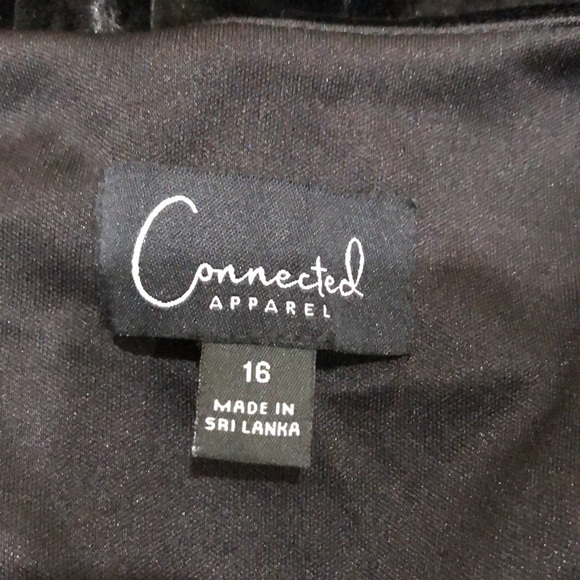 Connected
APPAREL
16
MADE IN
SRI LANKA